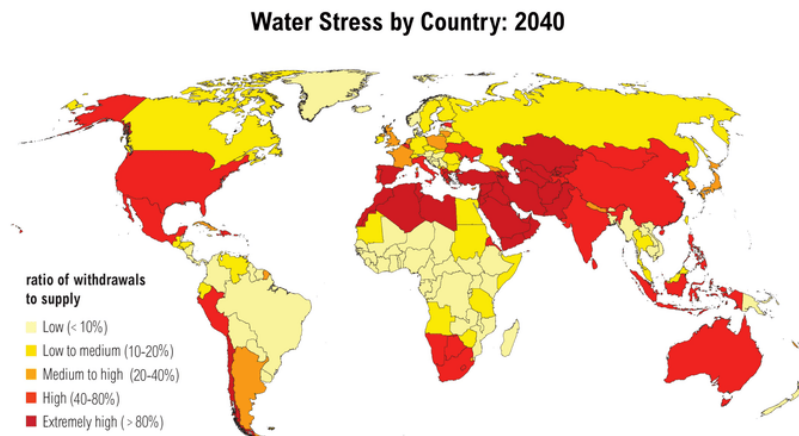 Water Stress by Country: 2040
ratio of withdrawals
to supply
Low (< 10%)
Low to medium (10-20%)
Medium to high (20-40%)
High (40-80%)
Extremely high (> 80%)